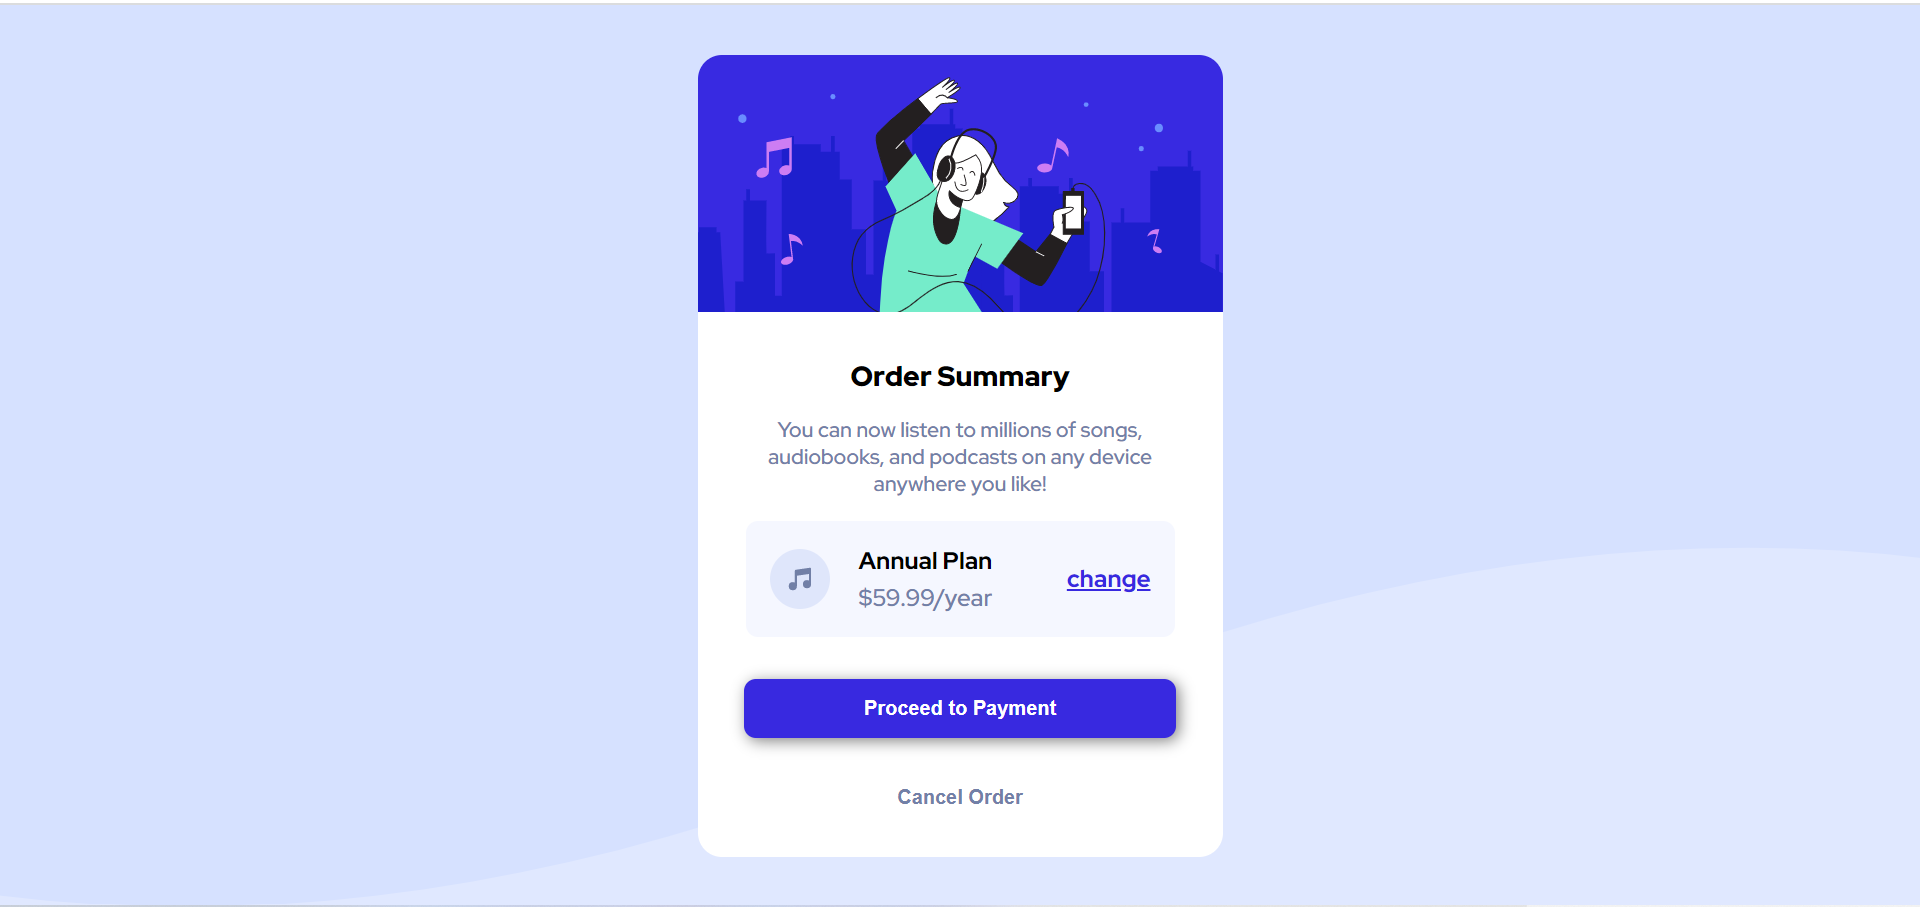 Order Summary
You can now listen to millions of songs,
audiobooks, and podcasts on any device
anywhere you like!
Annual Plan
$59.99/year
change
Proceed to Payment
Cancel Order